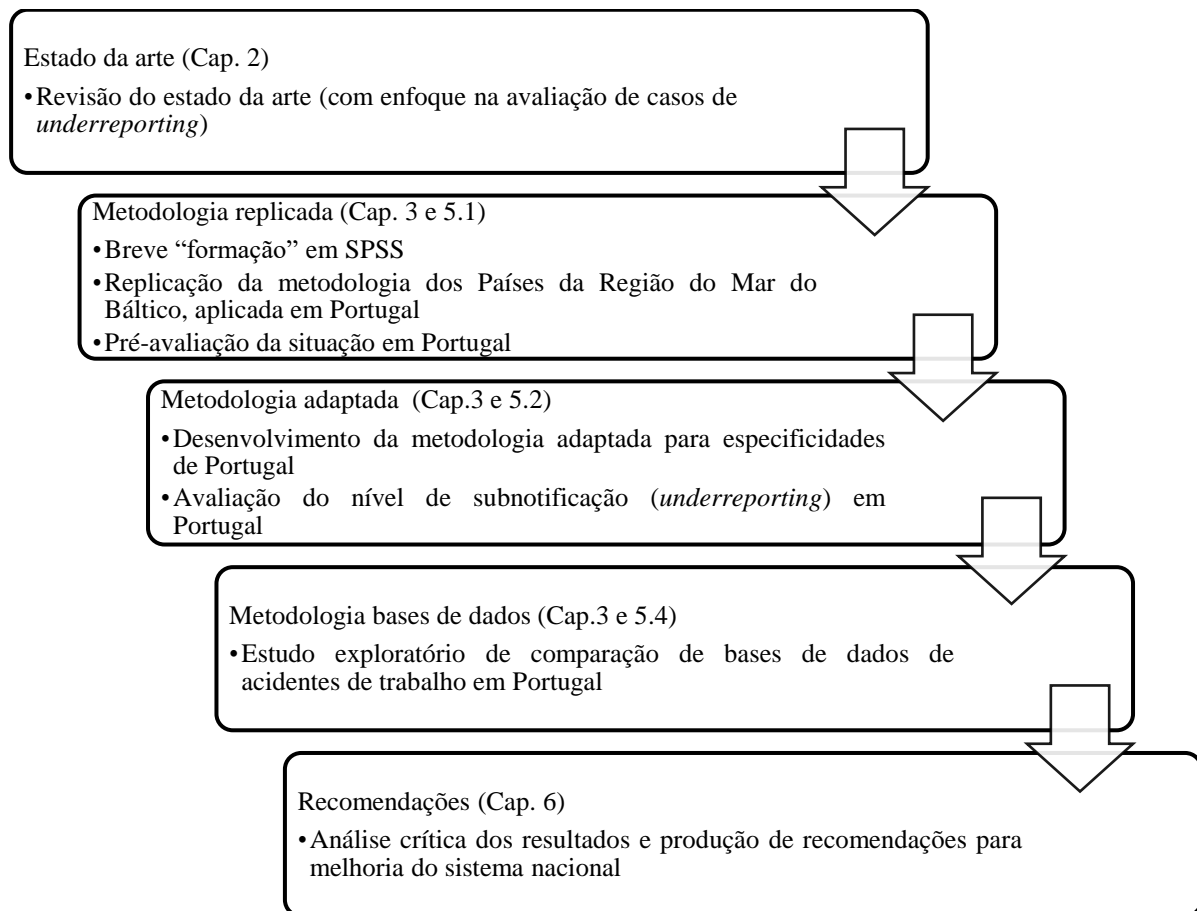 Estado da arte (Cap. 2)
•Revisão do estado da arte (com enfoque na avaliação de casos de
underreporting)
Metodologia replicada (Cap. 3 e 5.1)
•Breve “formação” em SPSS
•Replicação da metodologia dos Países da Região do Mar do
Báltico, aplicada em Portugal
•Pré-avaliação da situação em Portugal
Metodologia adaptada (Cap.3 e 5.2)
•Desenvolvimento da metodologia adaptada para especificidades
de Portugal
•Avaliação do nível de subnotificação (underreporting) em
Portugal
Metodologia bases de dados (Cap.3 e 5.4)
•Estudo exploratório de comparação de bases de dados de
acidentes de trabalho em Portugal
Recomendações (Cap. 6)
•Análise crítica dos resultados e produção de recomendações para
melhoria do sistema nacional